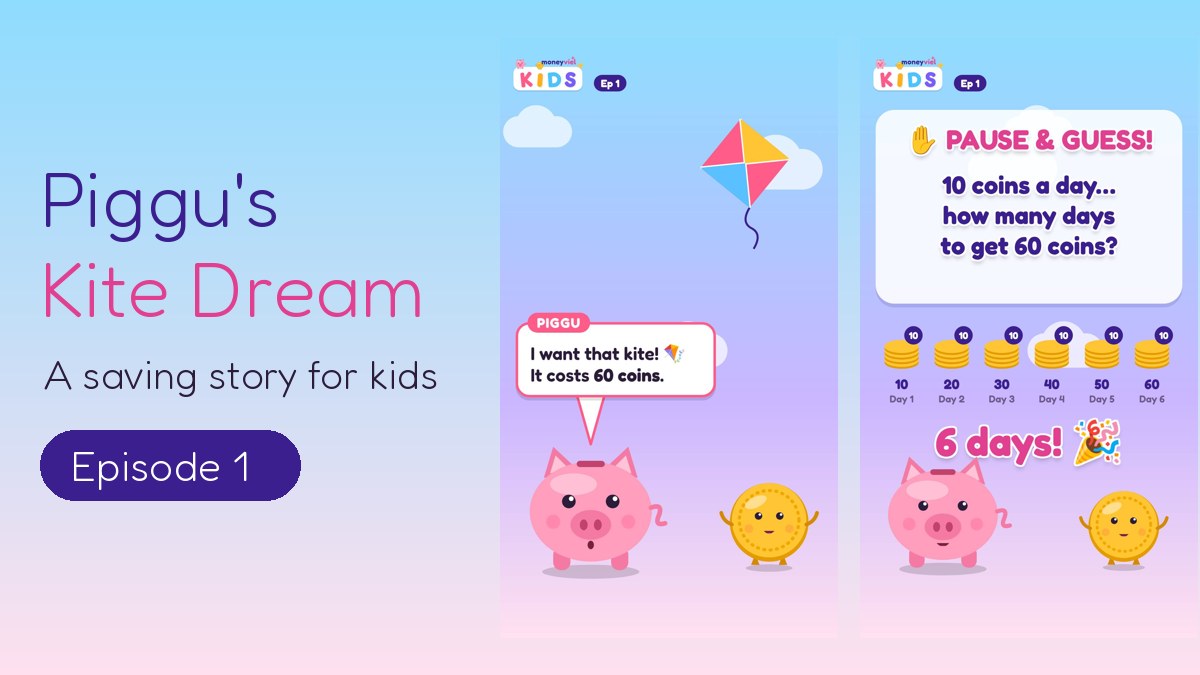 Piggu's
Kite Dream
A saving story for kids
Episode 1
moneyviet
KIDS
Ep 1
PIGGU
I want that kite! 🪁
It costs 60 coins.
moneyviet
KIDS
Ep 1
✋ PAUSE & GUESS!
10 coins a day...
how many days
to get 60 coins?
10 10 10 10 10 10
10 20 30 40 50 60
Day 1 Day 2 Day 3 Day 4 Day 5 Day 6
6 days! 🎉